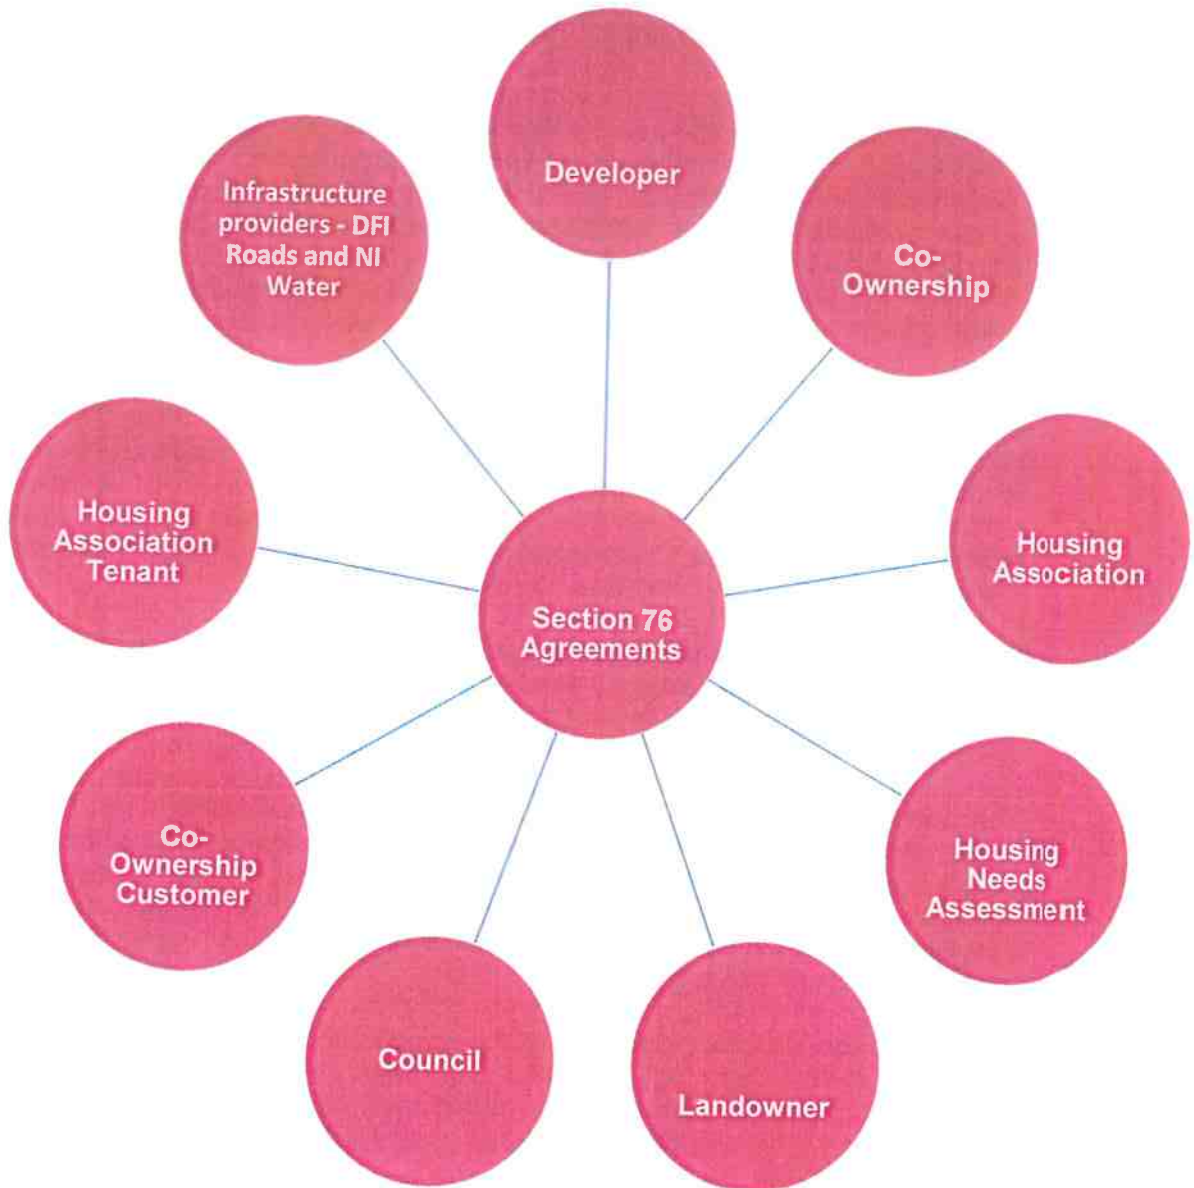 Developer
Infrastructure
providers - DFI
Roads and NI
Water
Co-
Ownership
Housing
Association
Tenant
Housing
Association
Section 76
Agreements
Co-
Ownership
Customer
Housing
Needs
Assessment
Council
Landowner